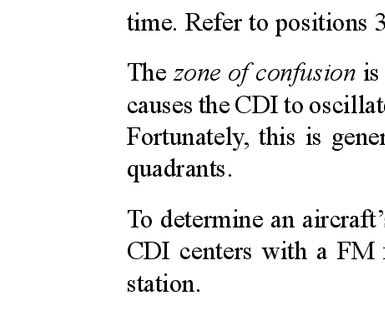 time. Refer to positions 3
The zone of confusion is
causes the CDI to oscillate
Fortunately, this is gener
quadrants.
To determine an aircraft's
CDI centers with a FM
station.